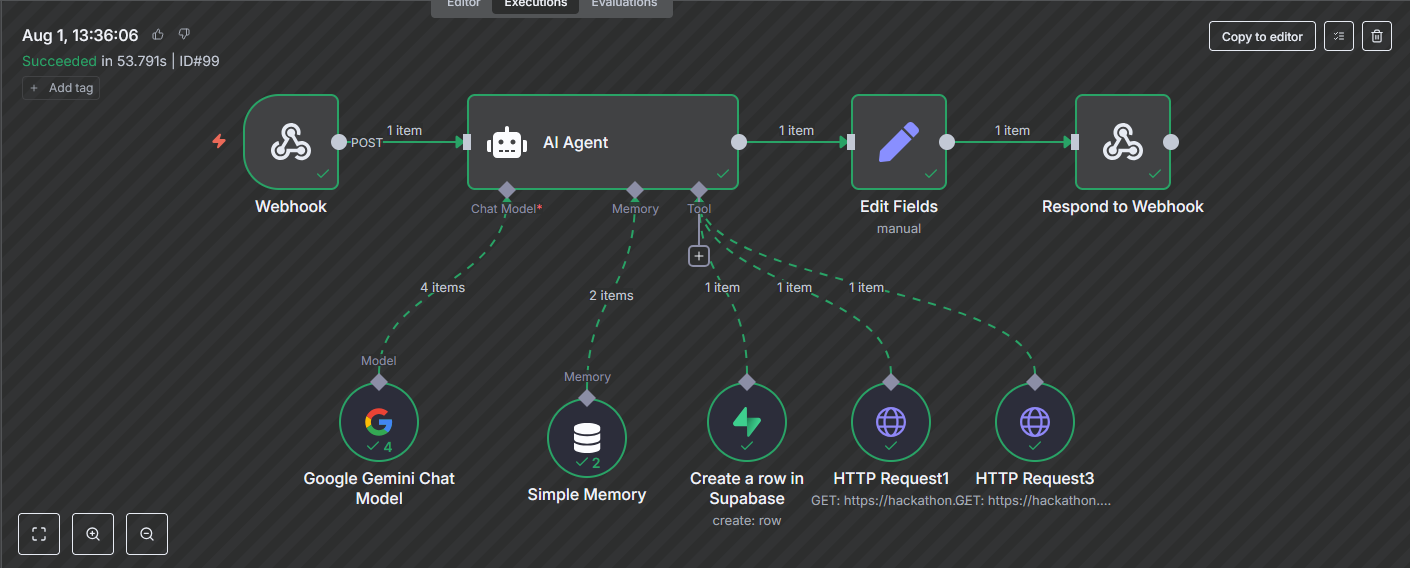 Editor Executions Evaluations
Aug 1, 13:36:06
Succeeded in 53.791s | ID#99
+ Add tag
Copy to editor
POST
1 item
AI Agent
1 item
1 item
Webhook
Chat Model*
Memory
Tool
Edit Fields
manual
Respond to Webhook
+
4 items
2 items
1 item
1 item
1 item
Model
Memory
4
2
Google Gemini Chat
Model
Simple Memory
Create a row in
Supabase
create: row
HTTP Request1
GET: https://hackathon.
HTTP Request3
GET: https://hackathon....